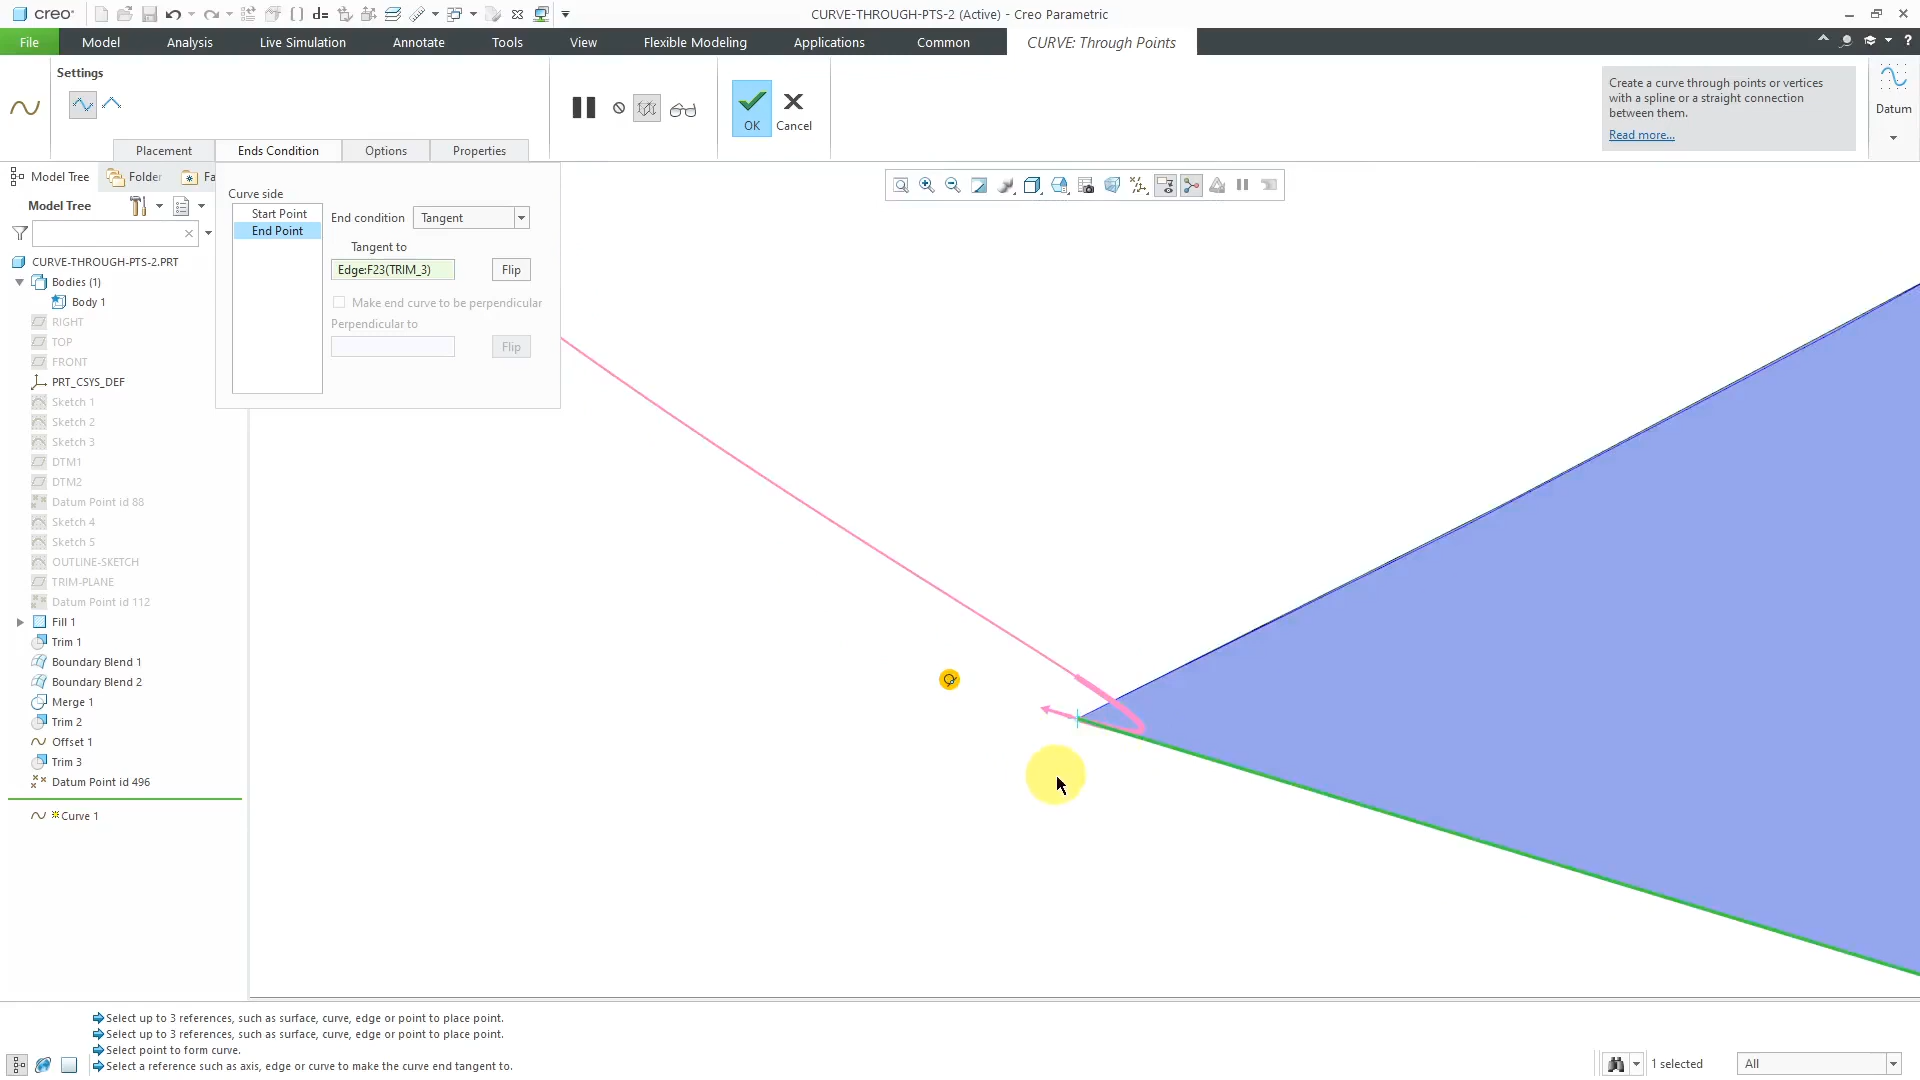 creo
CURVE-THROUGH-PTS-2 (Active) - Creo Parametric
File
Model
Analysis
Live Simulation
Annotate
Tools
View
Flexible Modeling
Applications
Common
CURVE: Through Points
Settings
OK
Cancel
Create a curve through points or vertices
with a spline or a straight connection
between them.
Read more...
Datum
Placement
Ends Condition
Options
Properties
Model Tree
Folder
Fa
Model Tree
CURVE-THROUGH-PTS-2.PRT
Bodies (1)
Body 1
RIGHT
TOP
FRONT
PRT_CSYS_DEF
Sketch 1
Sketch 2
Sketch 3
DTM1
DTM2
Datum Point id 88
Sketch 4
Sketch 5
OUTLINE-SKETCH
TRIM-PLANE
Datum Point id 112
Fill 1
Trim 1
Boundary Blend 1
Boundary Blend 2
Merge 1
Trim 2
Offset 1
Trim 3
Datum Point id 496
Curve 1
Curve side
Start Point
End Point
End condition
Tangent
Tangent to
Edge:F23(TRIM_3)
Flip
Make end curve to be perpendicular
Perpendicular to
Flip
Select up to 3 references, such as surface, curve, edge or point to place point.
Select up to 3 references, such as surface, curve, edge or point to place point.
Select point to form curve.
Select a reference such as axis, edge or curve to make the curve end tangent to.
1 selected
All